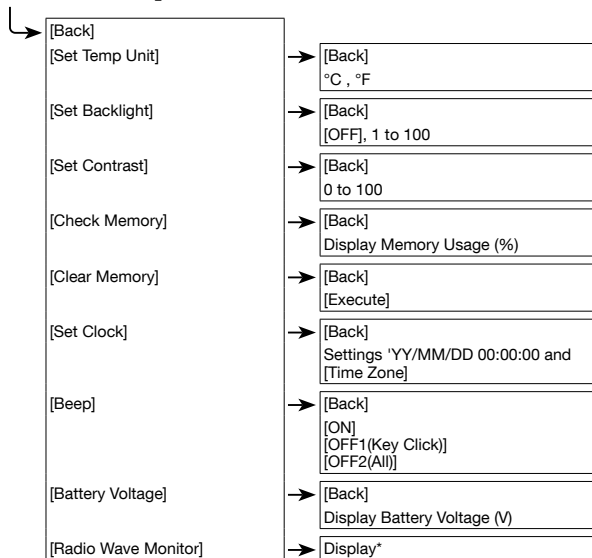 [Back]
[Set Temp Unit]
[Back]
°C , °F
[Set Backlight]
[Back]
[OFF], 1 to 100
[Set Contrast]
[Back]
0 to 100
[Check Memory]
[Back]
Display Memory Usage (%)
[Clear Memory]
[Back]
[Execute]
[Set Clock]
[Back]
Settings 'YY/MM/DD 00:00:00 and
[Time Zone]
[Beep]
[Back]
[ON]
[OFF1(Key Click)]
[OFF2(All)]
[Battery Voltage]
[Back]
Display Battery Voltage (V)
[Radio Wave Monitor]
Display*